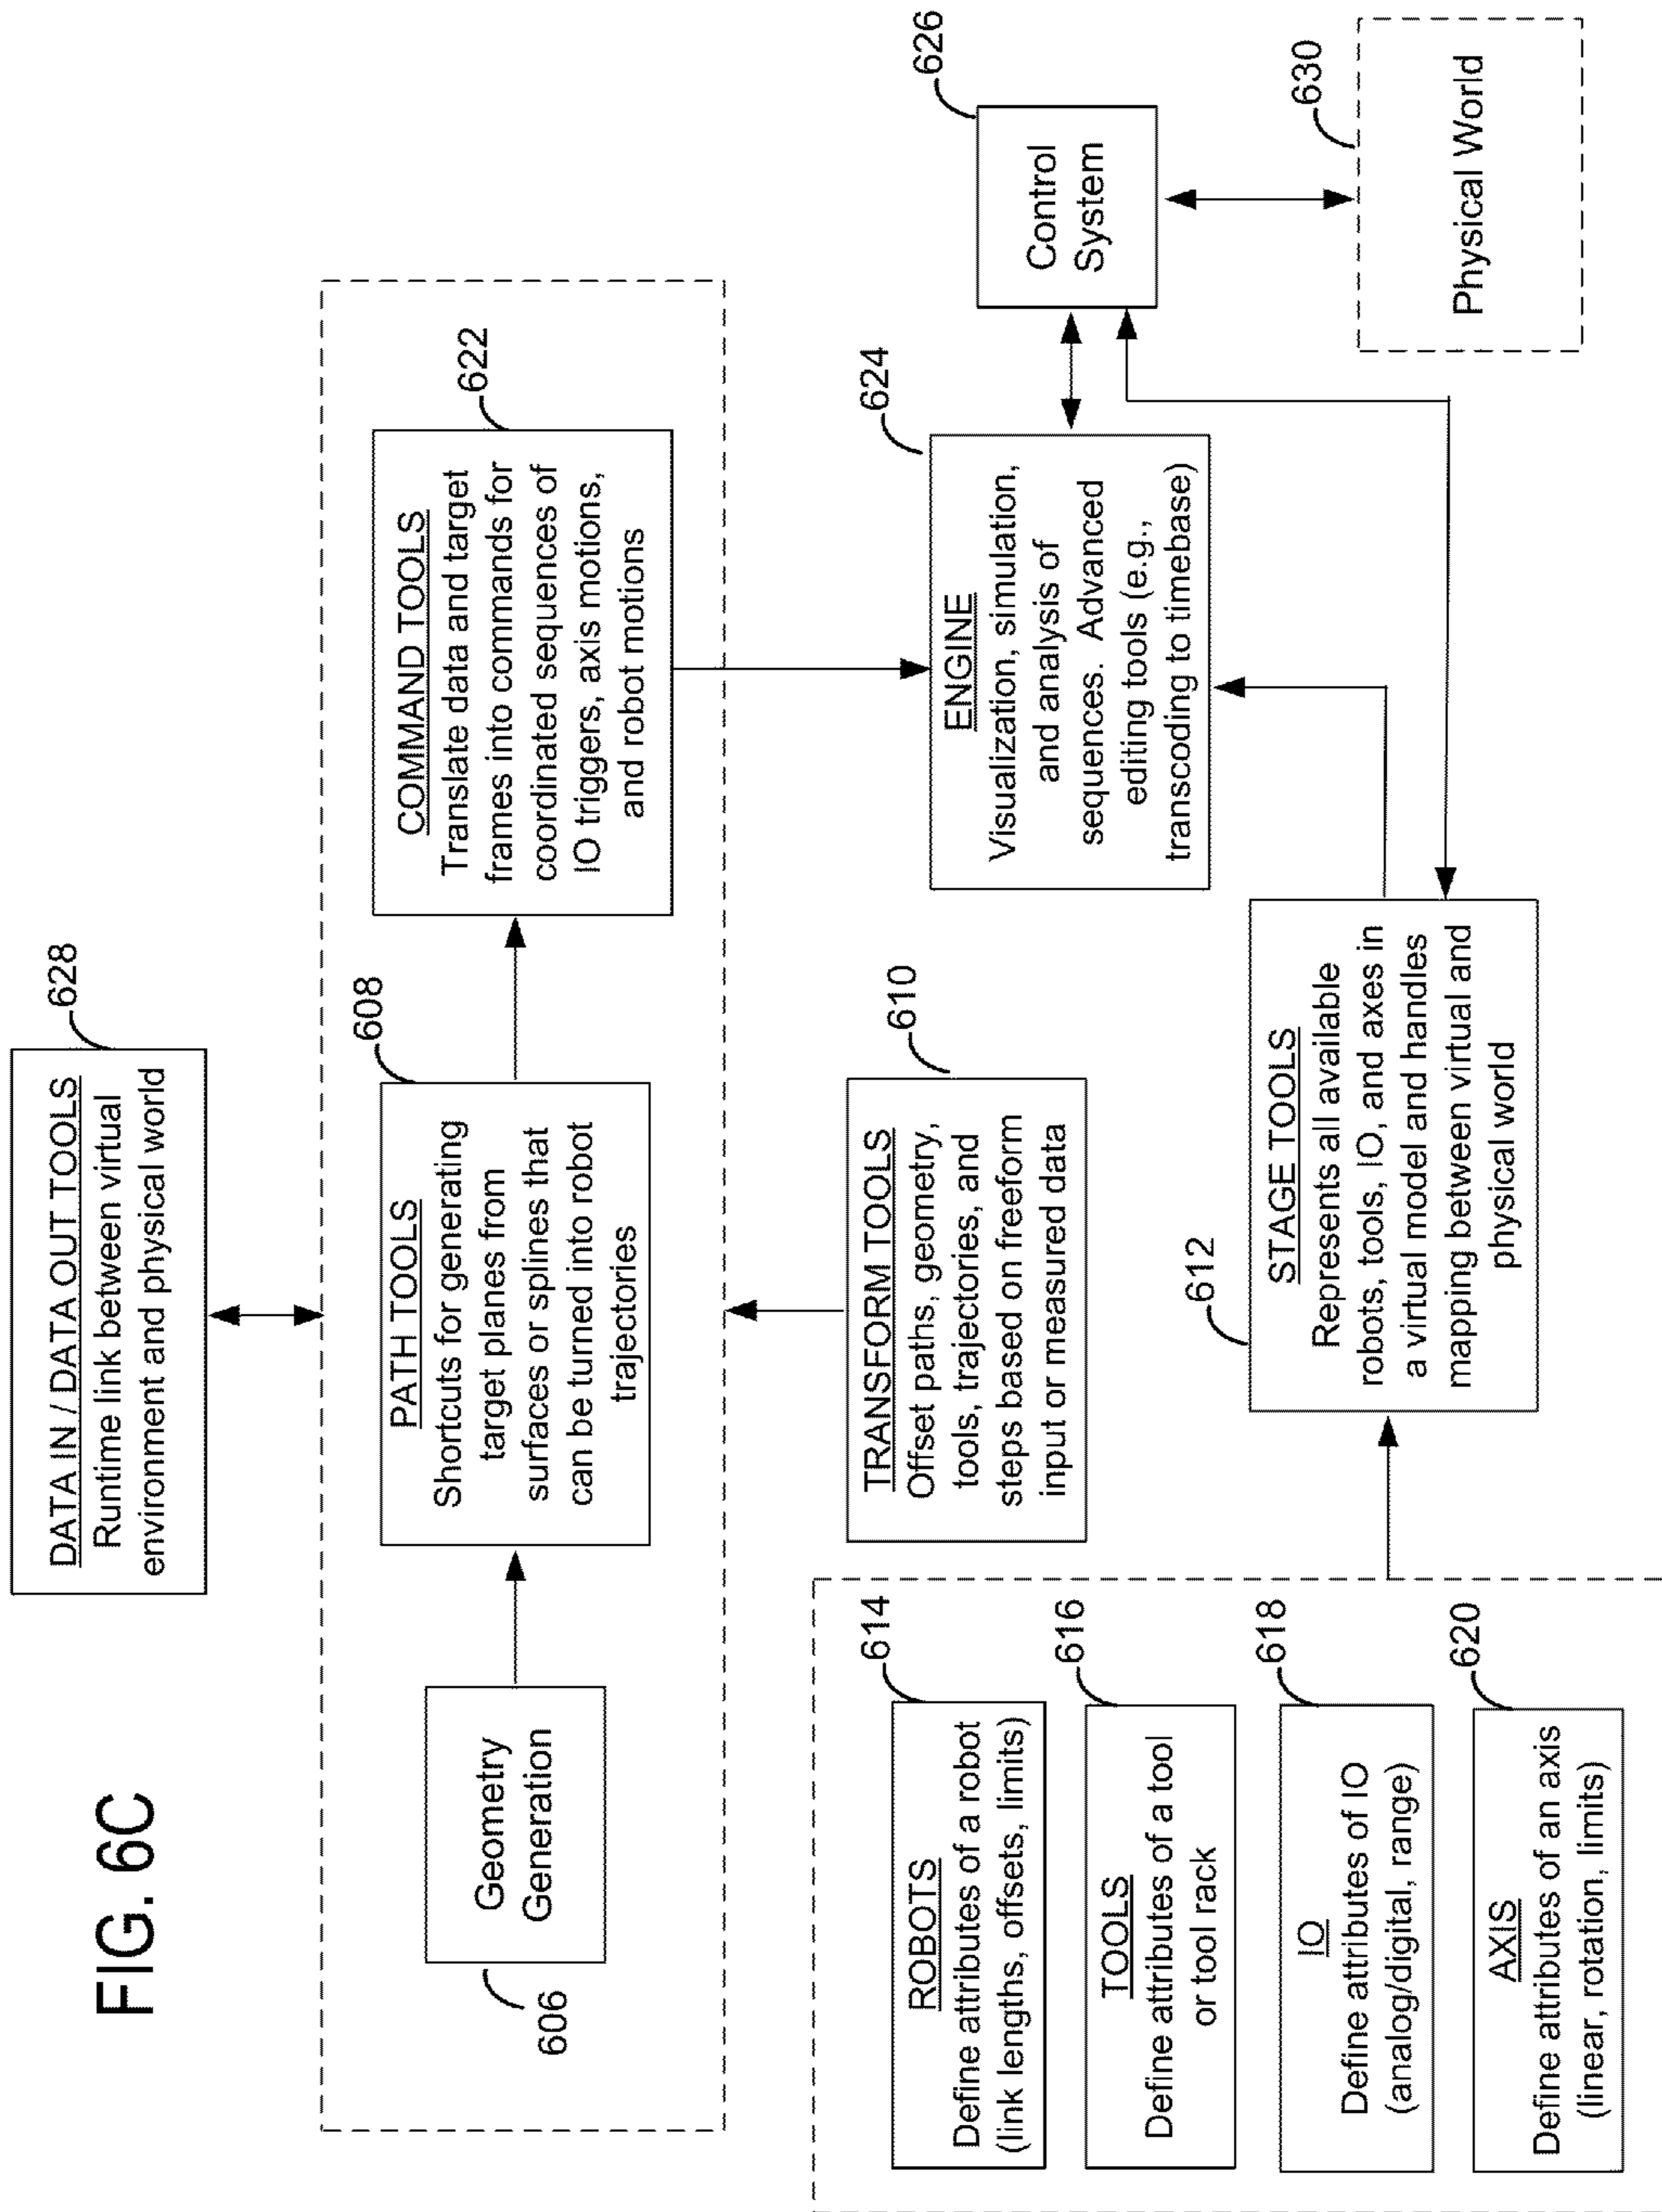 FIG. 6C
DATA IN / DATA OUT TOOLS
Runtime link between virtual
environment and physical world
628
Geometry
Generation
606
PATH TOOLS
Shortcuts for generating
target planes from
surfaces or splines that
can be turned into robot
trajectories
608
COMMAND TOOLS
Translate data and target
frames into commands for
coordinated sequences of
IO triggers, axis motions,
and robot motions
622
TRANSFORM TOOLS
Offset paths, geometry,
tools, trajectories, and
steps based on freeform
input or measured data
610
ENGINE
Visualization, simulation,
and analysis of
sequences. Advanced
editing tools (e.g.,
transcoding to timebase)
624
Control
System
626
ROBOTS
Define attributes of a robot
(link lengths, offsets, limits)
614
TOOLS
Define attributes of a tool
or tool rack
616
IO
Define attributes of IO
(analog/digital, range)
618
AXIS
Define attributes of an axis
(linear, rotation, limits)
620
STAGE TOOLS
Represents all available
robots, tools, IO, and axes in
a virtual model and handles
mapping between virtual and
physical world
612
Physical World
630